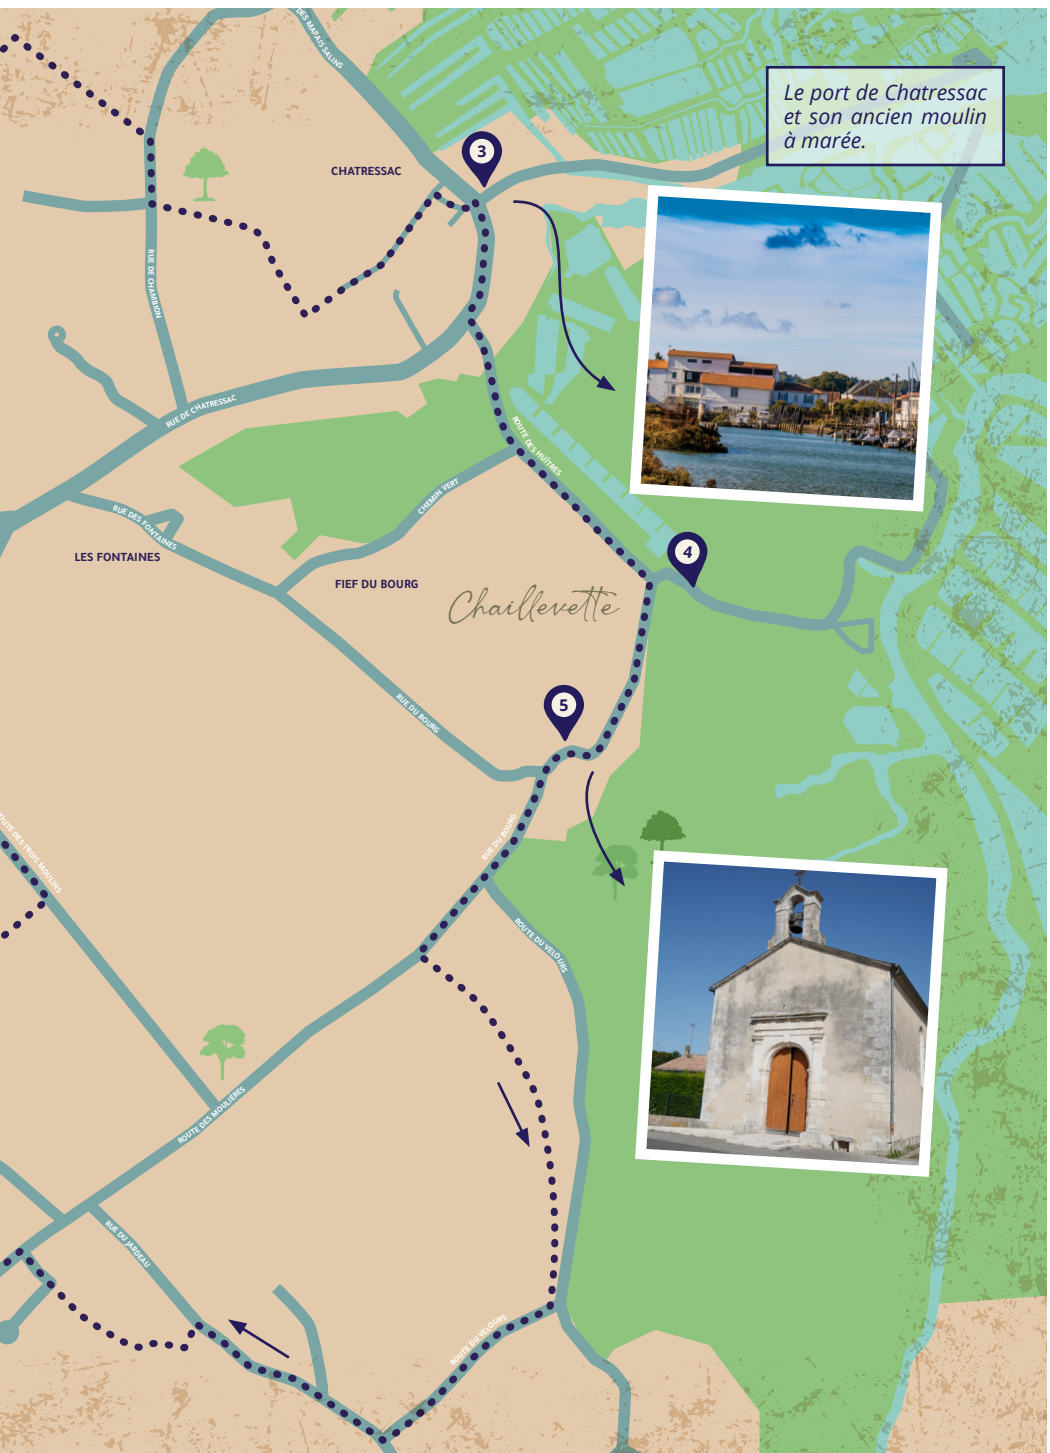 DES MARAIS SALINS
Le port de Chatressac
et son ancien moulin
à marée.
3
CHATRESSAC
RUE DE CHAMBION
RUE DE CHATRESSAC
ROUTE DES HUÎTRES
CHEMIN VERT
RUE DES FONTAINES
LES FONTAINES
4
FIEF DU BOURG
Chaillevette
5
RUE DU BOURG
RUE DU BOURG
ROUTE DES TROIS MOULINS
ROUTE DU VELOURS
ROUTE DES MOULIÈRES
RUE DU JARDEAU
ROUTE DU VELOURS